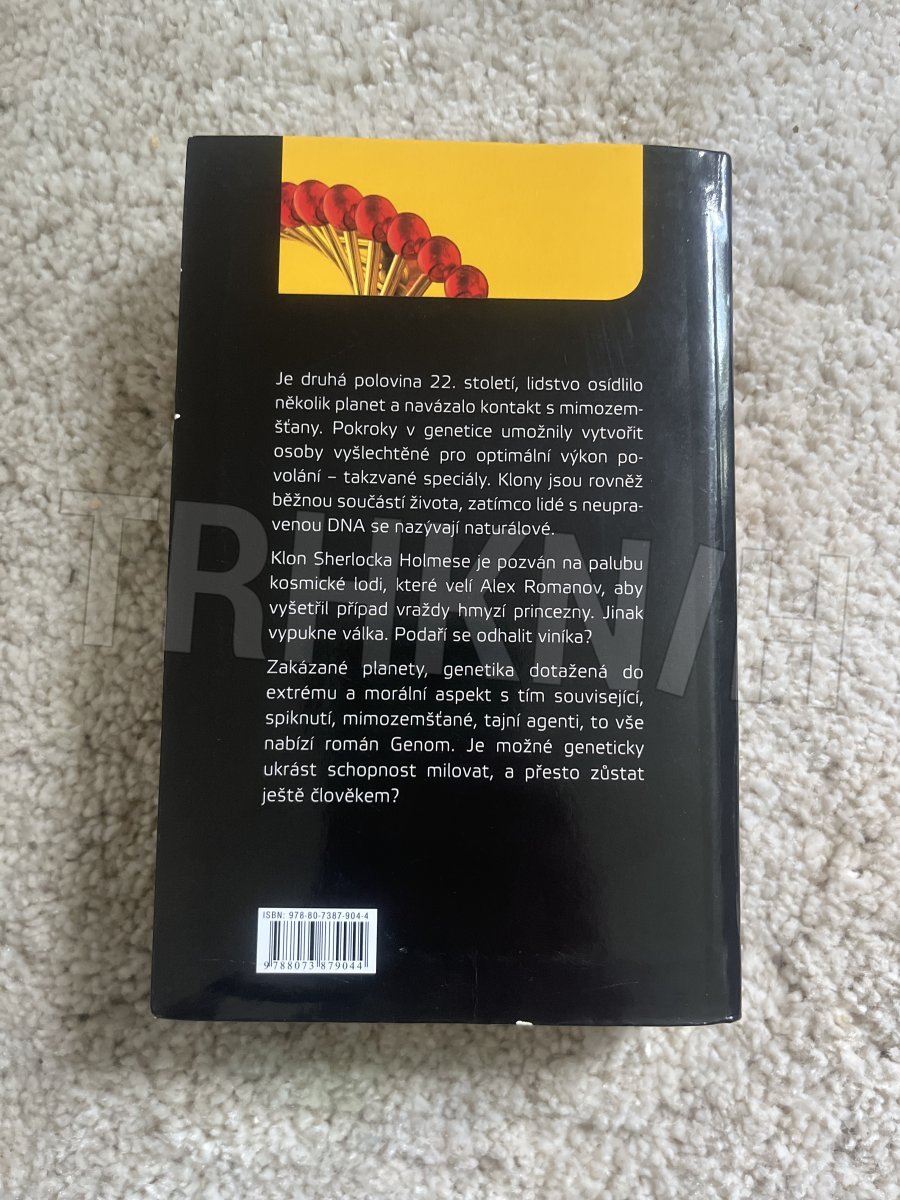 Je druhá polovina 22. století, lidstvo osídlilo
několik planet a navázalo kontakt s mimozem-
šťany. Pokroky v genetice umožnily vytvořit
osoby vyšlechtěné pro optimální výkon po-
volání – takzvané speciály. Klony jsou rovněž
běžnou součástí života, zatímco lidé s neupra-
venou DNA se nazývají naturálové.
Klon Sherlocka Holmese je pozván na palubu
kosmické lodi, které velí Alex Romanov, aby
vyšetřil případ vraždy hmyzí princezny. Jinak
vypukne válka. Podaří se odhalit viníka?
Zakázané planety, genetika dotažená do
extrému a morální aspekt s tím související,
spiknutí, mimozemšťané, tajní agenti, to vše
nabízí román Genom. Je možné geneticky
ukrást schopnost milovat, a přesto zůstat
ještě člověkem?
ISBN: 978-80-7387-904-4
9 788073 879044